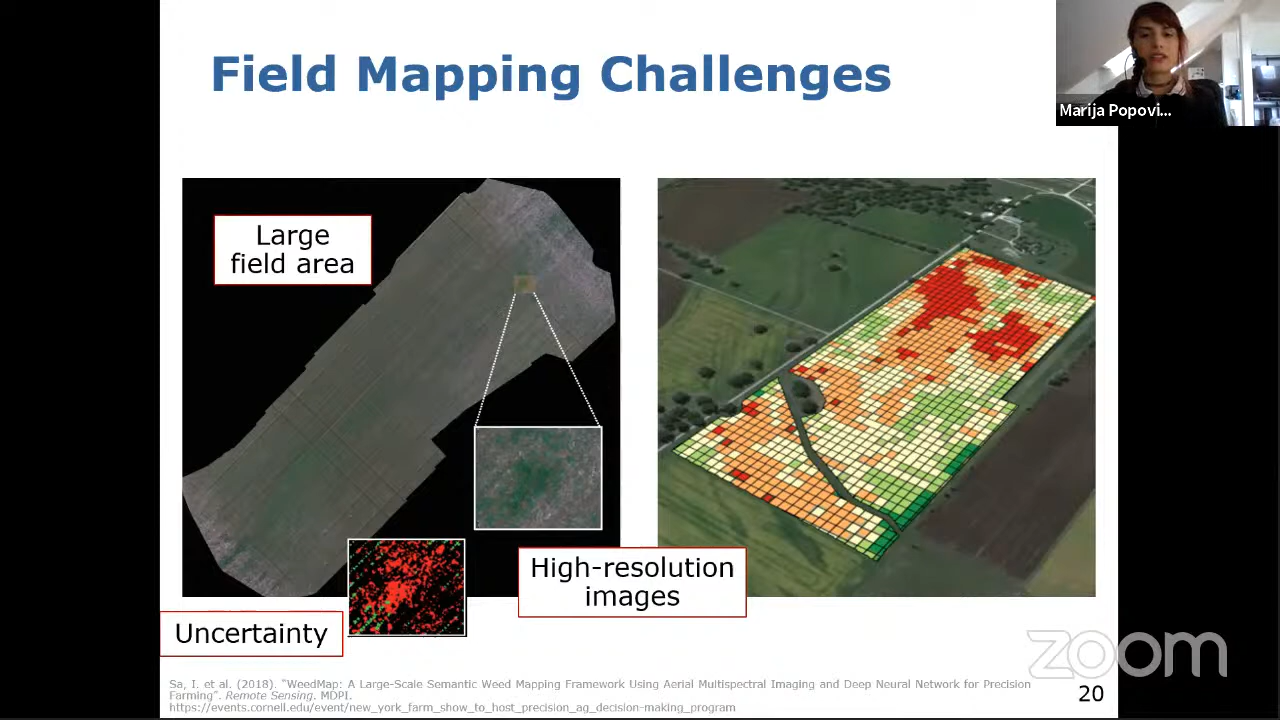 Field Mapping Challenges
Marija Popovi...
Large
field area
High-resolution
images
Uncertainty
zoom
Sa, I. et al. (2018). "WeedMap: A Large-Scale Semantic Weed Mapping Framework Using Aerial Multispectral Imaging and Deep Neural Network for Precision
Farming". Remote Sensing. MDPI.
https://events.cornell.edu/event/new_york_farm_show_to_host_precision_ag_decision-making_program
20